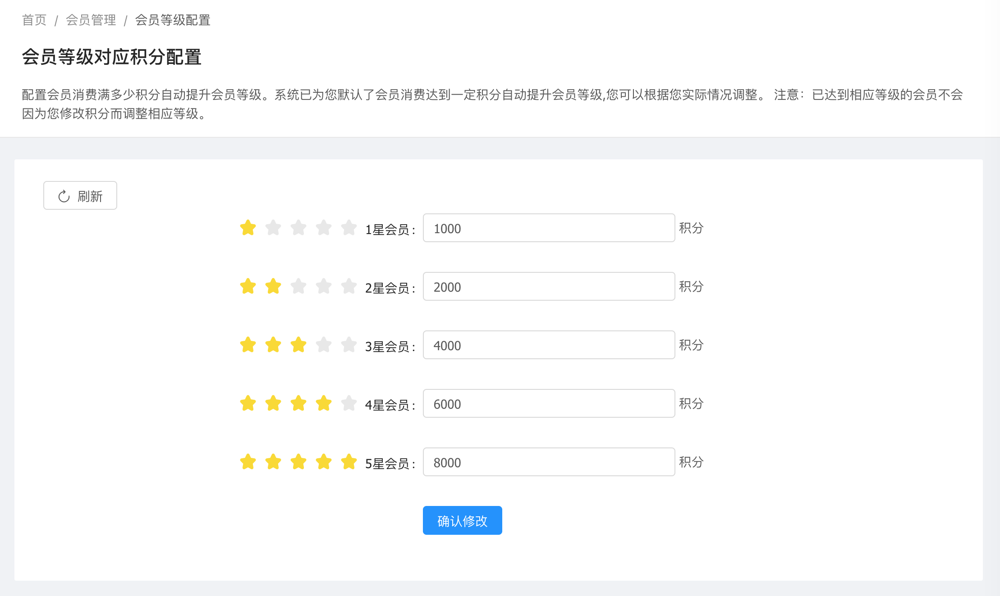 首页 / 会员管理 / 会员等级配置
会员等级对应积分配置
配置会员消费满多少积分自动提升会员等级。系统已为您默认了会员消费达到一定积分自动提升会员等级,您可以根据您实际情况调整。 注意：已达到相应等级的会员不会
因为您修改积分而调整相应等级。
刷新
1星会员: 1000 积分
2星会员: 2000 积分
3星会员: 4000 积分
4星会员: 6000 积分
5星会员: 8000 积分
确认修改